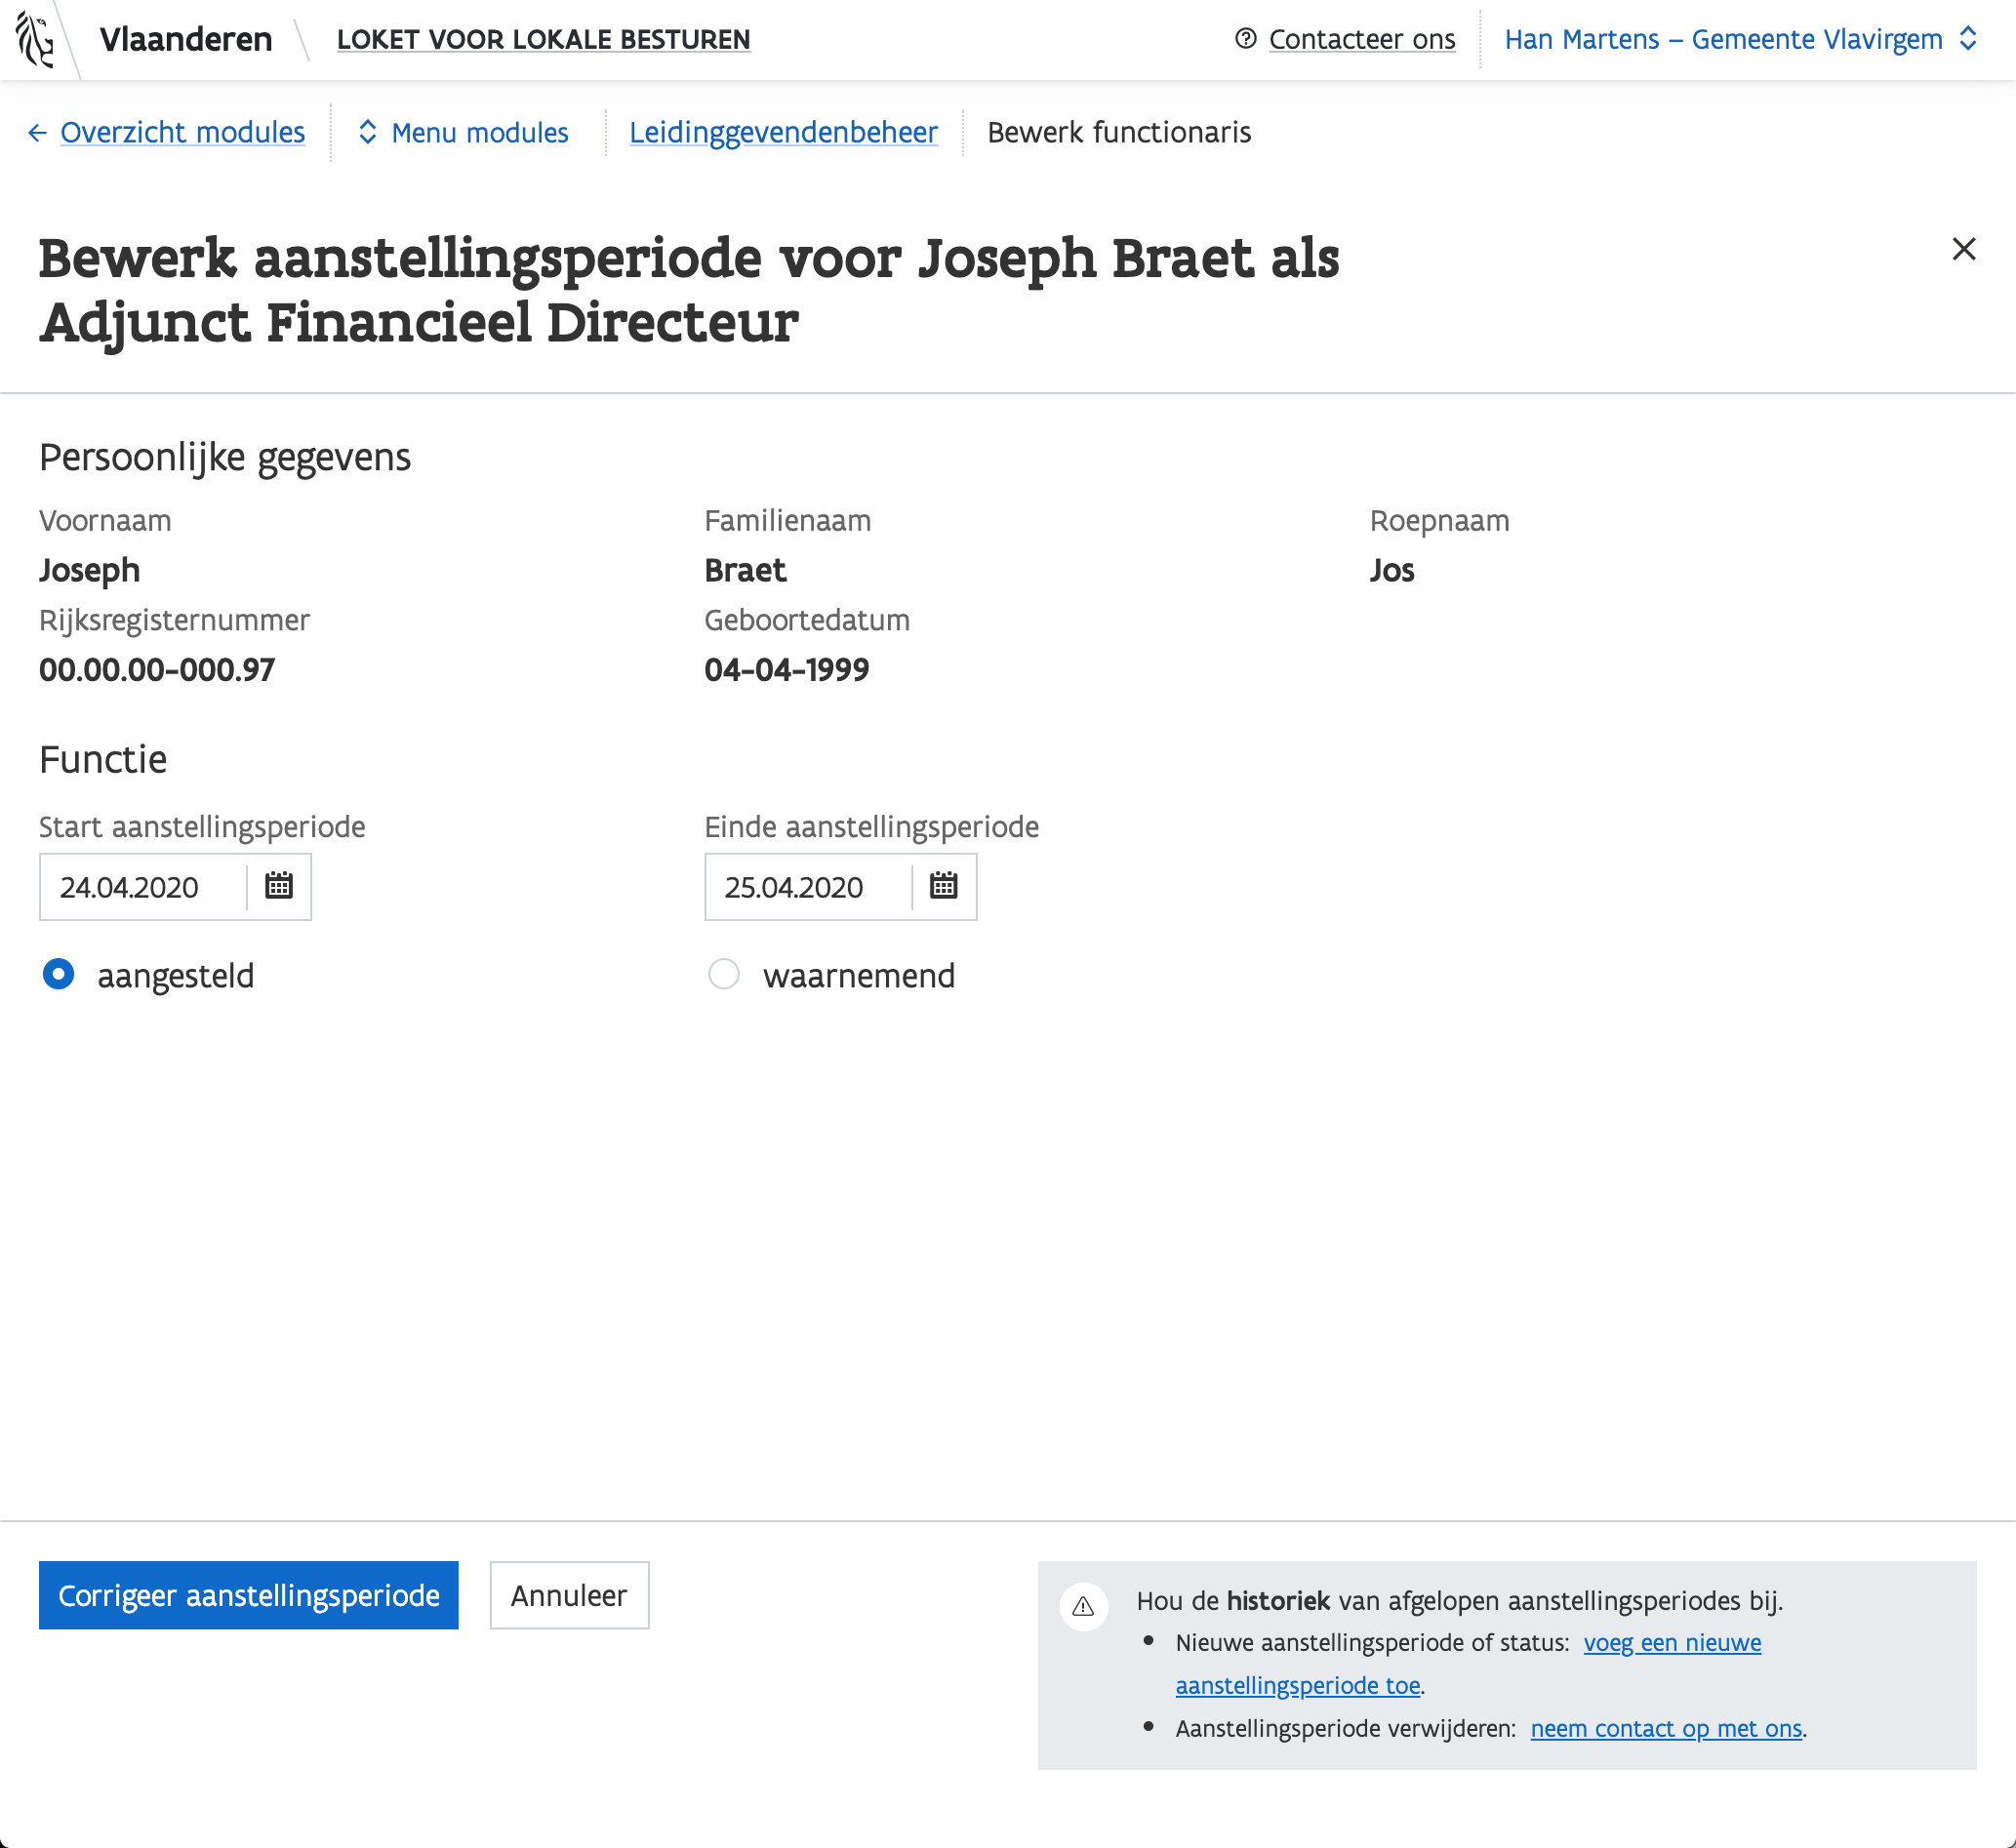 Vlaanderen
LOKET VOOR LOKALE BESTUREN
Contacteer ons
Han Martens – Gemeente Vlavirgem
Overzicht modules
Menu modules
Leidinggevendenbeheer
Bewerk functionaris
Bewerk aanstellingsperiode voor Joseph Braet als
Adjunct Financieel Directeur
Persoonlijke gegevens
Voornaam
Joseph
Familienaam
Braet
Roepnaam
Jos
Rijksregisternummer
00.00.00-000.97
Geboortedatum
04-04-1999
Functie
Start aanstellingsperiode
24.04.2020
Einde aanstellingsperiode
25.04.2020
aangesteld
waarnemend
Corrigeer aanstellingsperiode
Annuleer
Hou de historiek van afgelopen aanstellingsperiodes bij.
Nieuwe aanstellingsperiode of status: voeg een nieuwe
aanstellingsperiode toe.
Aanstellingsperiode verwijderen: neem contact op met ons.